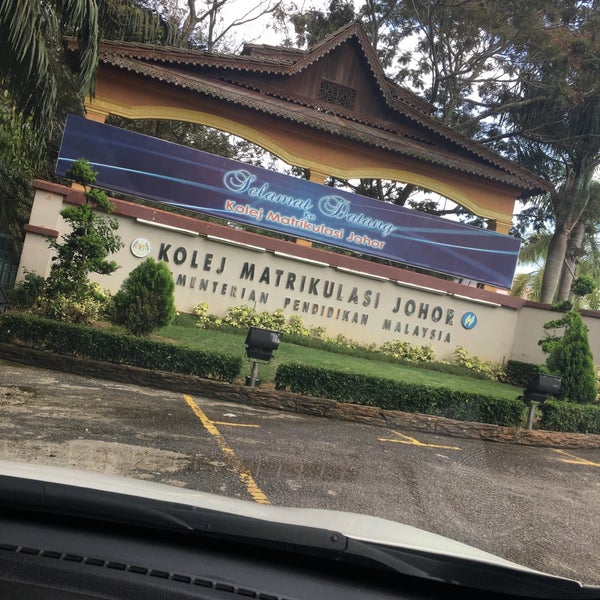 Selamat Datang
Ke
Kolej Matrikulasi Johor
KOLEJ MATRIKULASI JOHOR
KEMENTERIAN PENDIDIKAN MALAYSIA